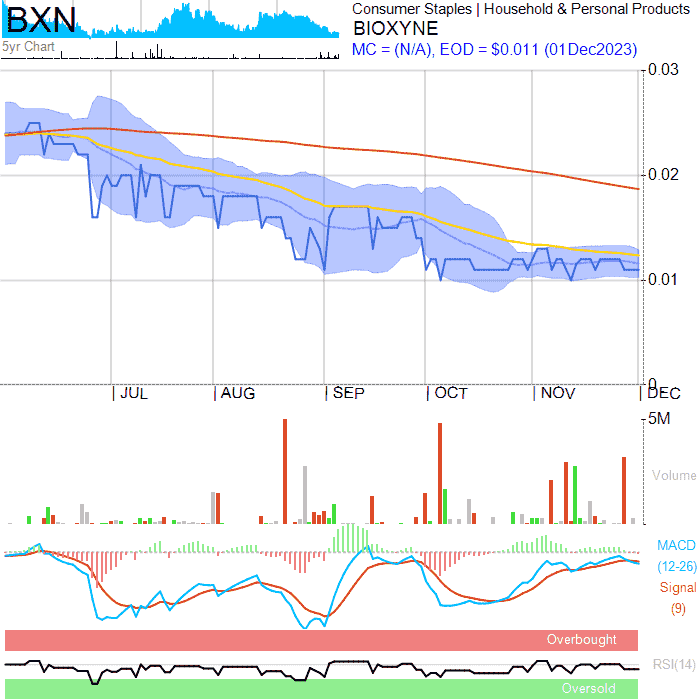 BXN
5yr Chart
Consumer Staples | Household & Personal Products
BIOXYNE
MC = (N/A), EOD = $0.011 (01Dec2023)
0.03
0.02
0.01
0
JUL AUG SEP OCT NOV DEC
5M
Volume
MACD
(12-26)
Signal
(9)
Overbought
RSI(14)
Oversold